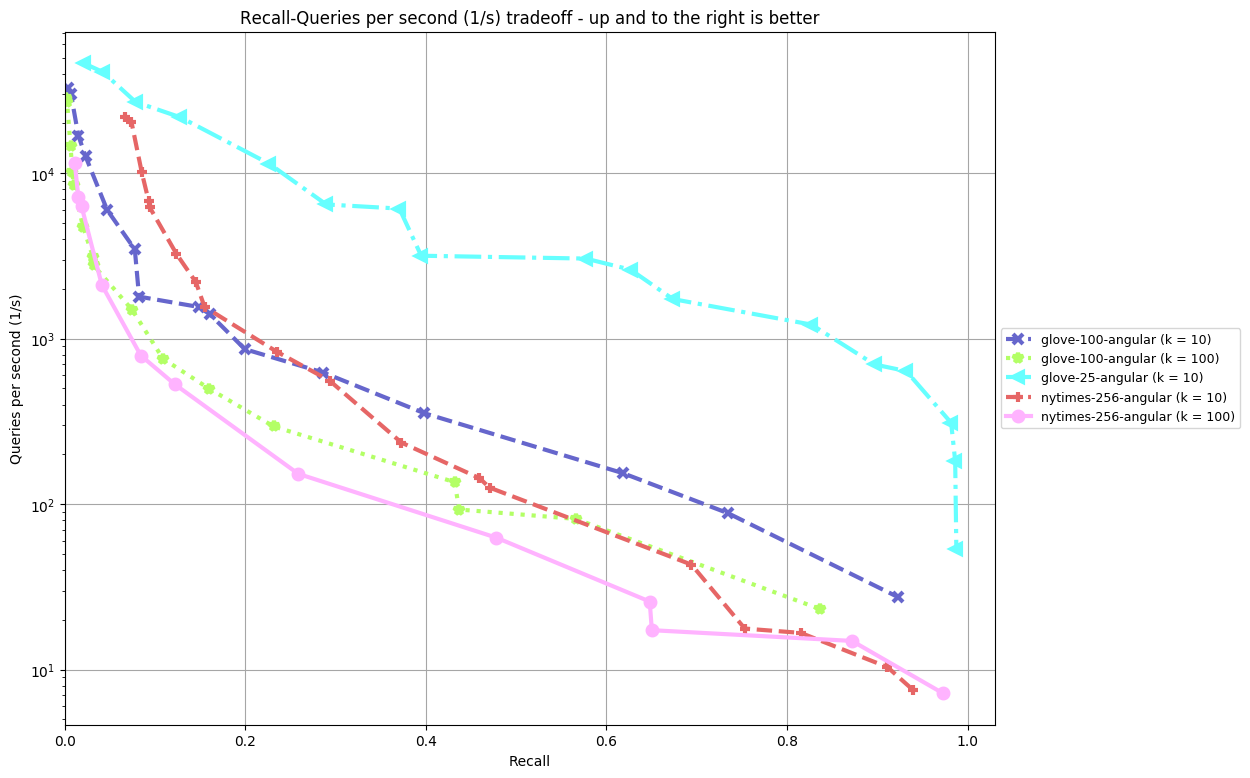 Recall-Queries per second (1/s) tradeoff - up and to the right is better
Queries per second (1/s)
10⁴
10³
10²
10¹
0.0 0.2 0.4 0.6 0.8 1.0
Recall
glove-100-angular (k = 10)
glove-100-angular (k = 100)
glove-25-angular (k = 10)
nytimes-256-angular (k = 10)
nytimes-256-angular (k = 100)